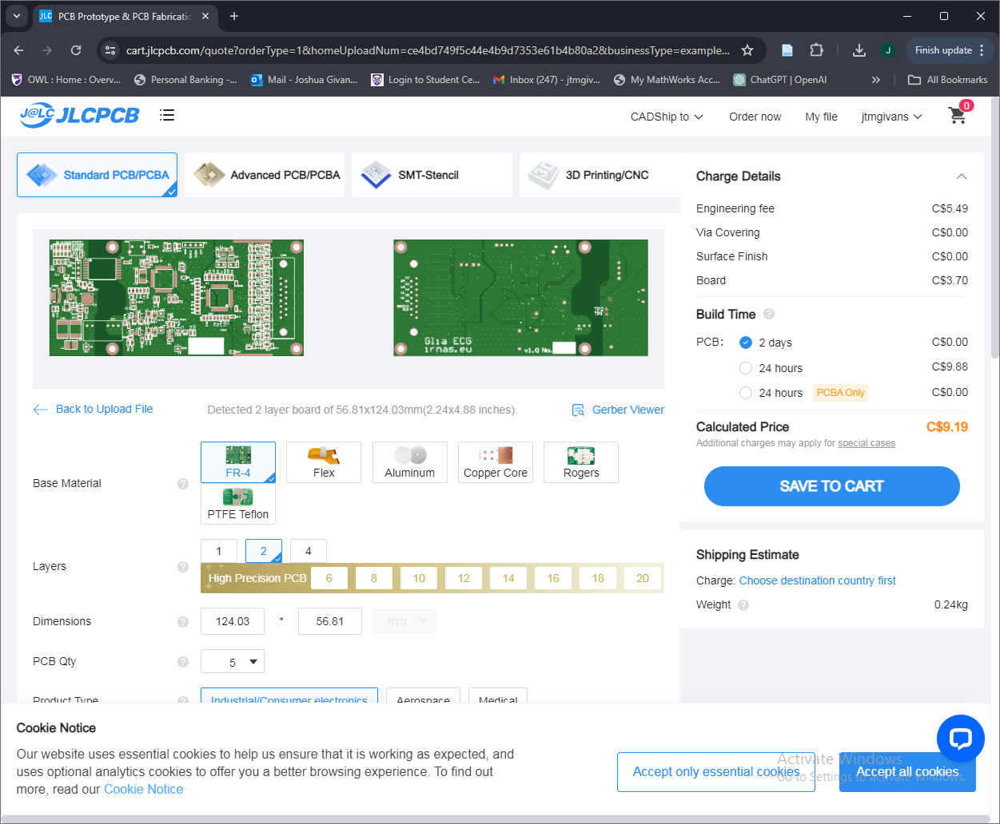 JLC PCB Prototype & PCB Fabricatio
cart.jlcpcb.com/quote?orderType=1&homeUploadNum=ce4bd749f5c44e4b9d7353e61b4b80a2&businessType=example...
J
Finish update
OWL : Home : Overv...
Personal Banking -...
Mail - Joshua Givan...
Login to Student Ce...
Inbox (247) - jtmgiv...
My MathWorks Acc...
ChatGPT | OpenAI
All Bookmarks
J@LC JLCPCB
CADShip to
Order now
My file
jtmgivans
0
Standard PCB/PCBA
Advanced PCB/PCBA
SMT-Stencil
3D Printing/CNC
Glia ECG
irnas.eu
v1.0 No.
TP2
TP1
Back to Upload File
Detected 2 layer board of 56.81x124.03mm(2.24x4.88 inches).
Gerber Viewer
Base Material
FR-4
Flex
Aluminum
Copper Core
Rogers
PTFE Teflon
Layers
1
2
4
High Precision PCB
6
8
10
12
14
16
18
20
Dimensions
124.03
*
56.81
mm
PCB Qty
5
Product Type
Industrial/Consumer electronics
Aerospace
Medical
Charge Details
Engineering fee C$5.49
Via Covering C$0.00
Surface Finish C$0.00
Board C$3.70
Build Time
PCB: 2 days C$0.00
24 hours C$9.88
24 hours PCBA Only C$0.00
Calculated Price C$9.19
Additional charges may apply for special cases
SAVE TO CART
Shipping Estimate
Charge: Choose destination country first
Weight 0.24kg
Cookie Notice
Our website uses essential cookies to help us ensure that it is working as expected, and
uses optional analytics cookies to offer you a better browsing experience. To find out
more, read our Cookie Notice
Accept only essential cookies
Accept all cookies
Activate Windows
Go to Settings to activate Windows.